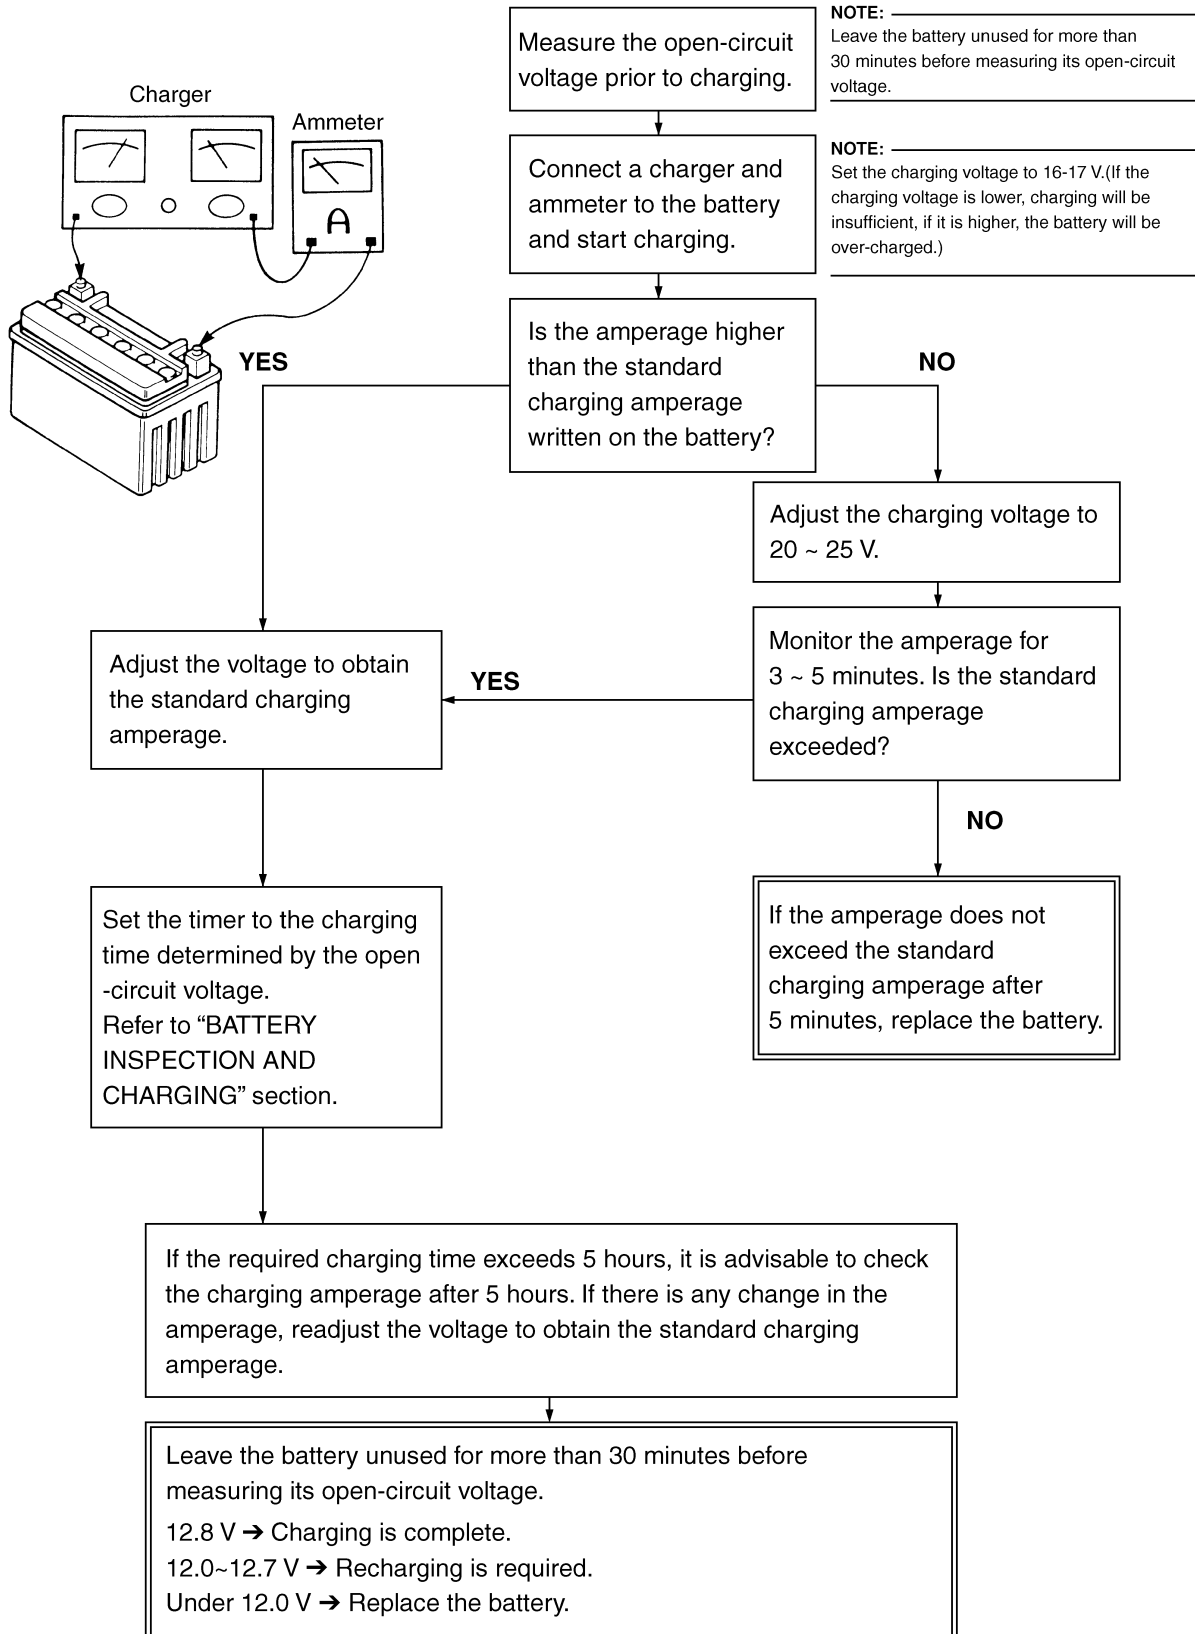 Measure the open-circuit
voltage prior to charging.
NOTE:
Leave the battery unused for more than
30 minutes before measuring its open-circuit
voltage.
Charger
Ammeter
A
Connect a charger and
ammeter to the battery
and start charging.
NOTE:
Set the charging voltage to 16-17 V.(If the
charging voltage is lower, charging will be
insufficient, if it is higher, the battery will be
over-charged.)
Is the amperage higher
than the standard
charging amperage
written on the battery?
YES
NO
Adjust the charging voltage to
20 ~ 25 V.
Monitor the amperage for
3 ~ 5 minutes. Is the standard
charging amperage
exceeded?
YES
Adjust the voltage to obtain
the standard charging
amperage.
NO
If the amperage does not
exceed the standard
charging amperage after
5 minutes, replace the battery.
Set the timer to the charging
time determined by the open
-circuit voltage.
Refer to “BATTERY
INSPECTION AND
CHARGING” section.
If the required charging time exceeds 5 hours, it is advisable to check
the charging amperage after 5 hours. If there is any change in the
amperage, readjust the voltage to obtain the standard charging
amperage.
Leave the battery unused for more than 30 minutes before
measuring its open-circuit voltage.
12.8 V ➔ Charging is complete.
12.0~12.7 V ➔ Recharging is required.
Under 12.0 V ➔ Replace the battery.